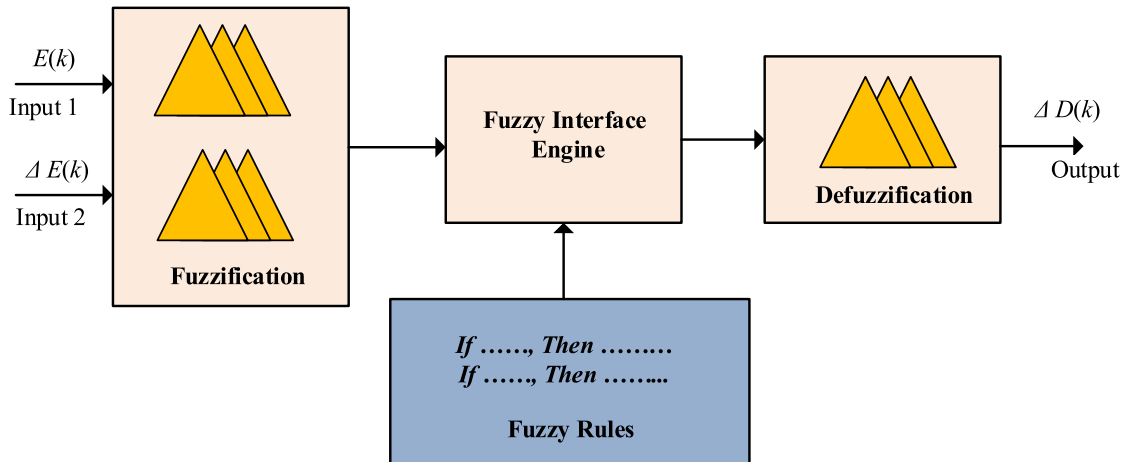 E(k)
Input 1
Δ E(k)
Input 2
Fuzzification
Fuzzy Interface
Engine
Defuzzification
Δ D(k)
Output
If ……, Then ………
If ……, Then ……...
Fuzzy Rules